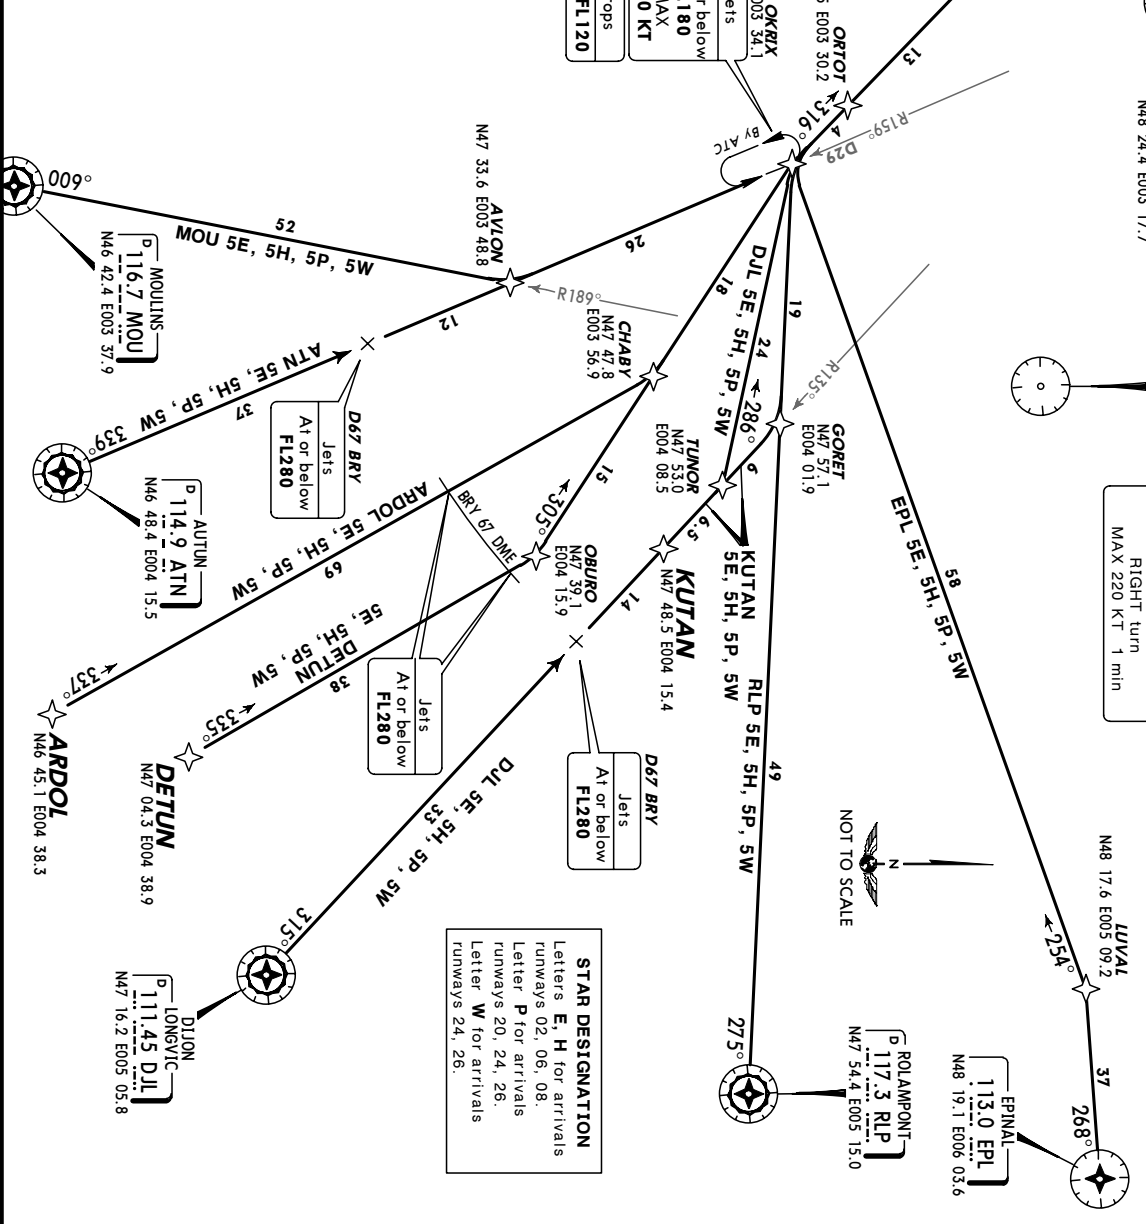 OKRIX
003 34.1
ets
r below
180
MAX
0 KT
rops
FL120
ORTOT
E003 30.2
13
316°
4
R159°
D29
By ATC
N48 24.4 E003 17.7
009°
52
MOU 5E, 5H, 5P, 5W
MOULINS
D
116.7 MOU
N46 42.4 E003 37.9
AVLON
N47 33.6 E003 48.8
26
R189°
12
ATN 5E, 5H, 5P, 5W
37
339°
D67 BRY
Jets
At or below
FL280
AUTUN
D
114.9 ATN
N46 48.4 E004 15.5
18
CHABY
N47 47.8
E003 56.9
DJL 5E, 5H, 5P, 5W
24
19
286°
GORET
N47 57.1
E004 01.9
R135°
6
TUNOR
N47 53.0
E004 08.5
6.5
KUTAN
5E, 5H, 5P, 5W
KUTAN
N47 48.5 E004 15.4
14
15
305°
OBURO
N47 39.1
E004 15.9
BRY 67 DME
ARDOL 5E, 5H, 5P, 5W
69
337°
ARDOL
N46 45.1 E004 38.3
DETUN
5E, 5H, 5P, 5W
38
335°
DETUN
N47 04.3 E004 38.9
Jets
At or below
FL280
D67 BRY
Jets
At or below
FL280
DJL 5E, 5H, 5P, 5W
33
315°
DIJON
LONGVIC
D
111.45 DJL
N47 16.2 E005 05.8
RLP 5E, 5H, 5P, 5W
49
275°
ROLAMPONT
D
117.3 RLP
N47 54.4 E005 15.0
EPL 5E, 5H, 5P, 5W
58
254°
LUVAL
N48 17.6 E005 09.2
37
268°
EPINAL
113.0 EPL
N48 19.1 E006 03.6
RIGHT turn
MAX 220 KT 1 min
N
NOT TO SCALE
STAR DESIGNATION
Letters E, H for arrivals
runways 02, 06, 08.
Letter P for arrivals
runways 20, 24, 26.
Letter W for arrivals
runways 24, 26.